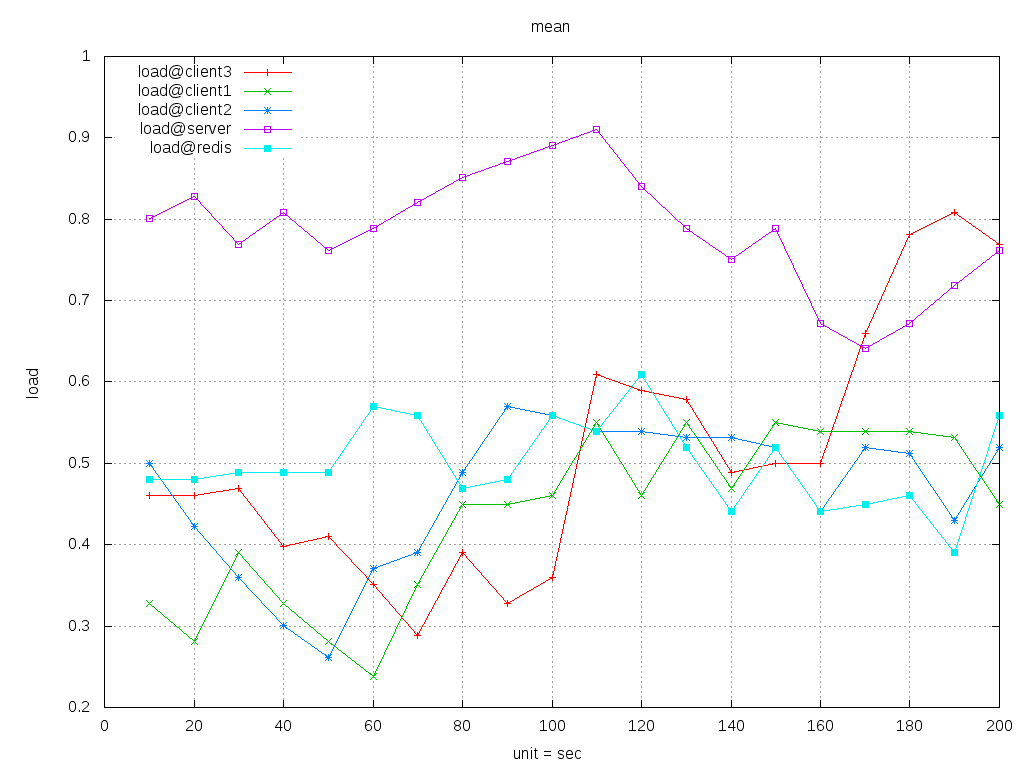 mean
1
load@client3
load@client1
load@client2
load@server
load@redis
0.9
0.8
0.7
0.6
0.5
0.4
0.3
0.2
load
0 20 40 60 80 100 120 140 160 180 200
unit = sec